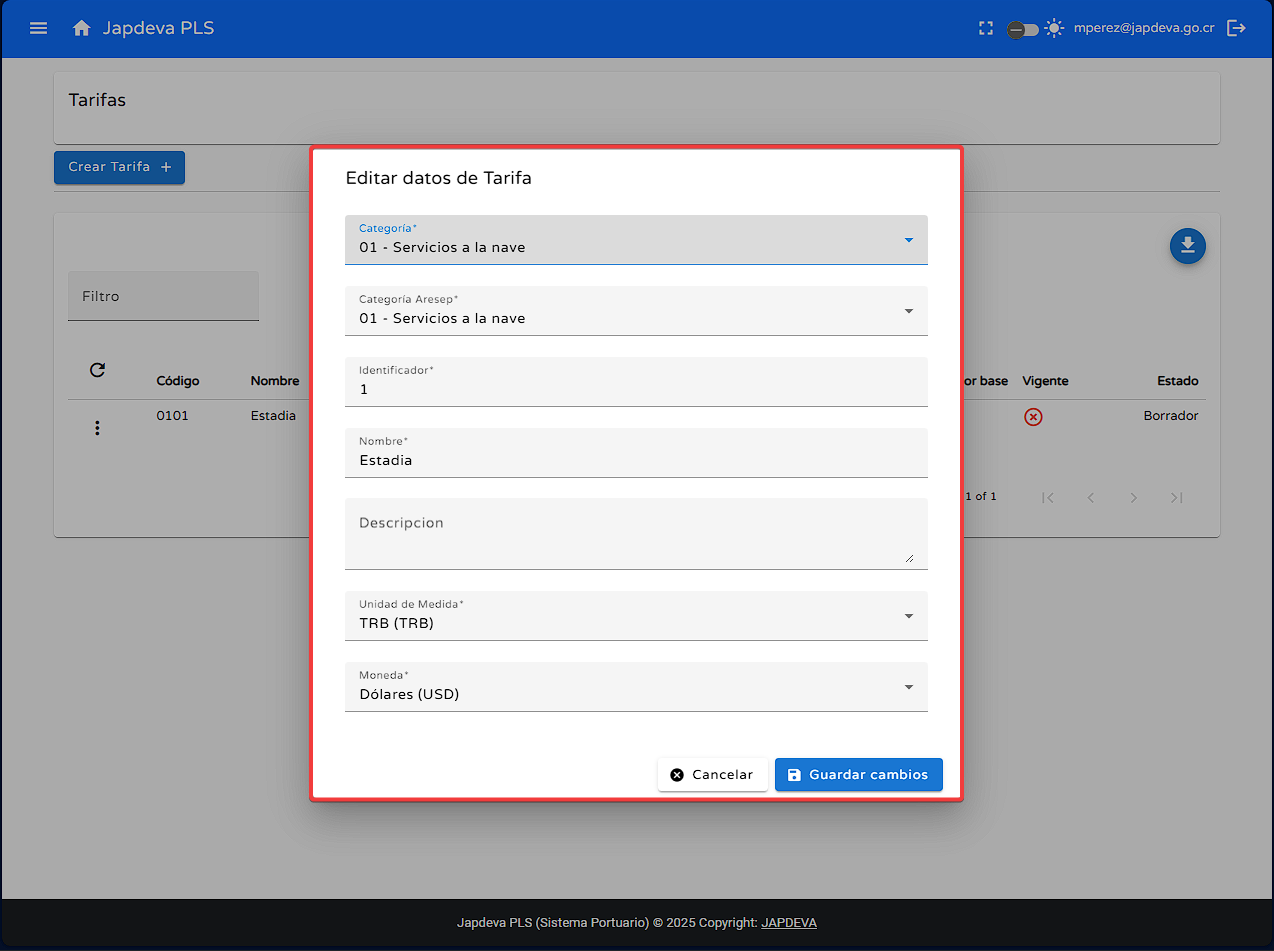 Japdeva PLS
mperez@japdeva.go.cr
Tarifas
Crear Tarifa +
Editar datos de Tarifa
Categoría*
01 - Servicios a la nave
Categoría Aresep*
01 - Servicios a la nave
Identificador*
1
Nombre*
Estadia
Descripcion
Unidad de Medida*
TRB (TRB)
Moneda*
Dólares (USD)
Cancelar
Guardar cambios
Filtro
Código Nombre or base Vigente Estado
0101 Estadia Borrador
1 of 1
Japdeva PLS (Sistema Portuario) © 2025 Copyright: JAPDEVA